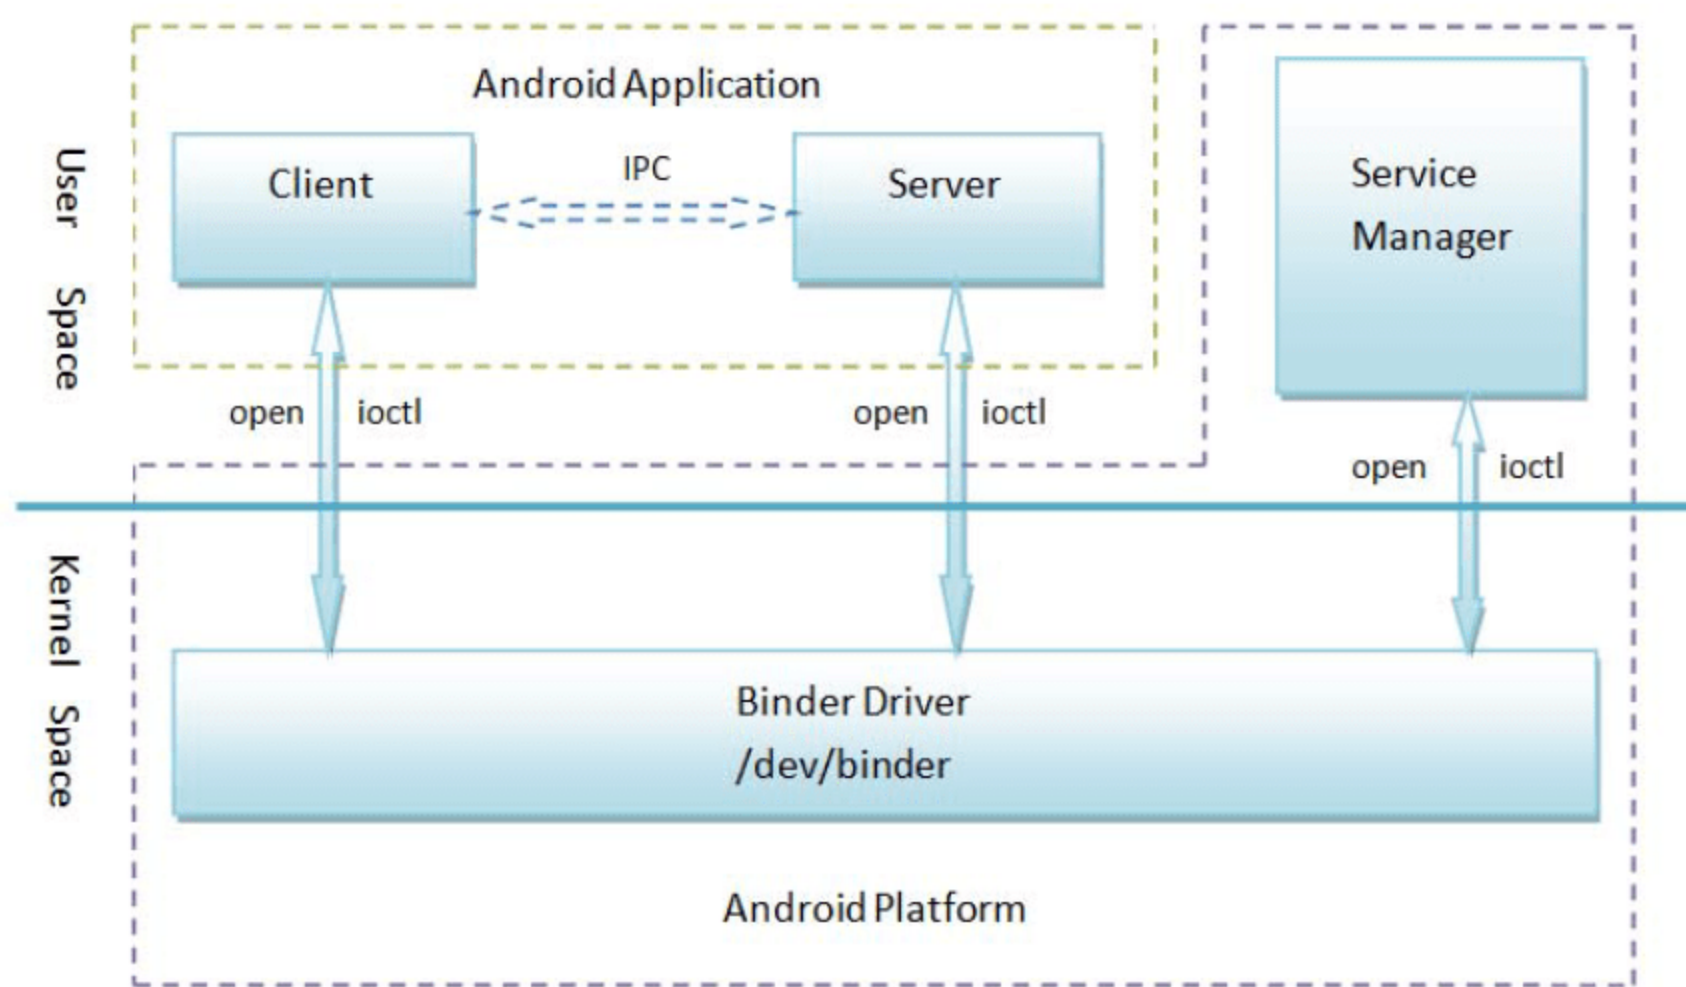 Android Application
Client
IPC
Server
Service
Manager
User Space
open
ioctl
open
ioctl
open
ioctl
Kernel Space
Binder Driver
/dev/binder
Android Platform